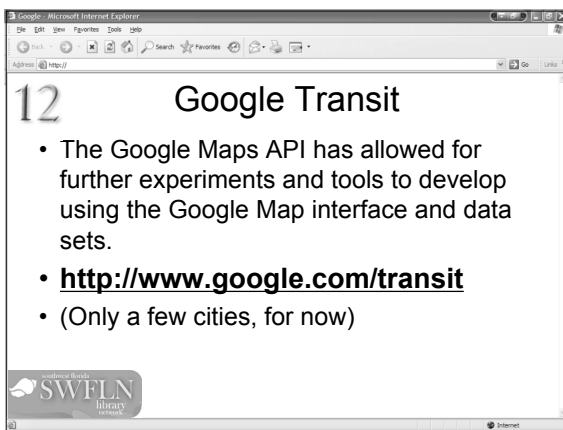 Google - Microsoft Internet Explorer
File Edit View Favorites Tools Help
Back Search Favorites
Address http:// Go Links
12 Google Transit
• The Google Maps API has allowed for
further experiments and tools to develop
using the Google Map interface and data
sets.
• http://www.google.com/transit
• (Only a few cities, for now)
southwest florida
SWFLN
library
network
Internet